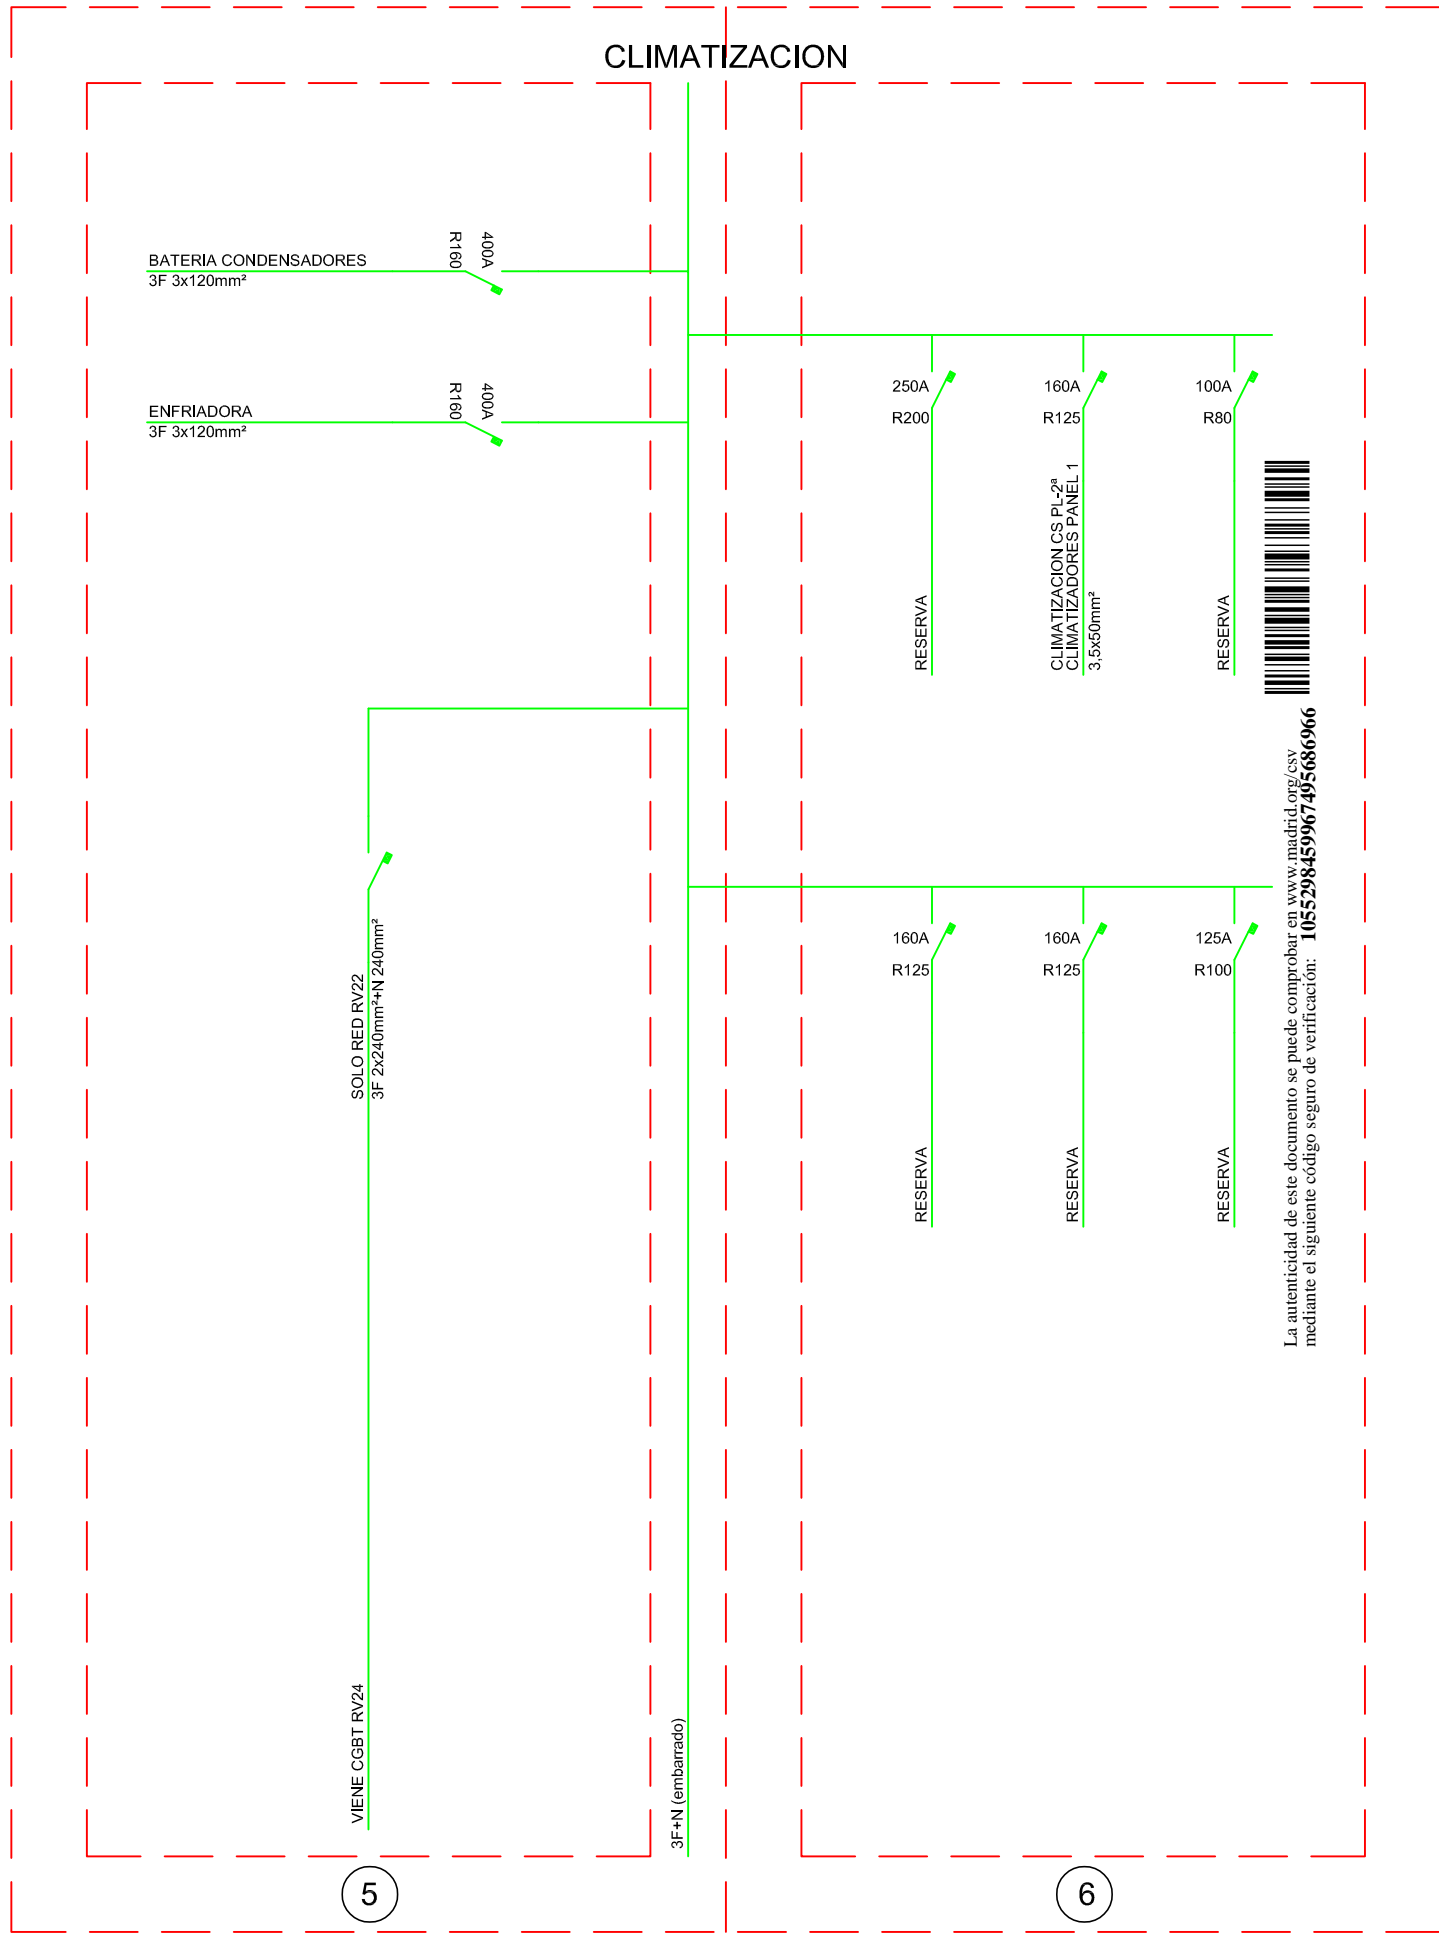 CLIMATIZACION
BATERIA CONDENSADORES
3F 3x120mm²
400A
R160
ENFRIADORA
3F 3x120mm²
400A
R160
SOLO RED RV22
3F 2x240mm²+N 240mm²
VIENE CGBT RV24
3F+N (embarrado)
5
250A
R200
RESERVA
160A
R125
CLIMATIZACION CS PL-2ª
CLIMATIZADORES PANEL 1
3,5x50mm²
100A
R80
RESERVA
160A
R125
RESERVA
160A
R125
RESERVA
125A
R100
RESERVA
6
La autenticidad de este documento se puede comprobar en www.madrid.org/csv
mediante el siguiente código seguro de verificación: 1055298459967495686966